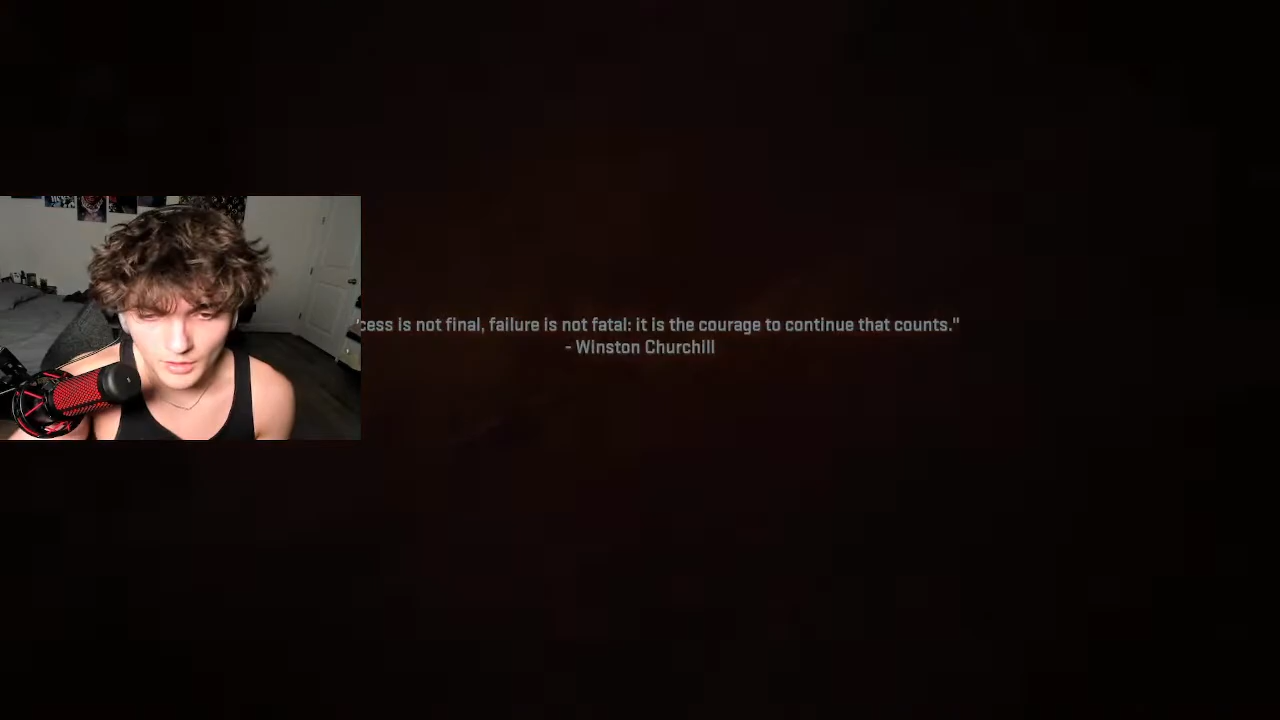 cess is not final, failure is not fatal: it is the courage to continue that counts."
- Winston Churchill